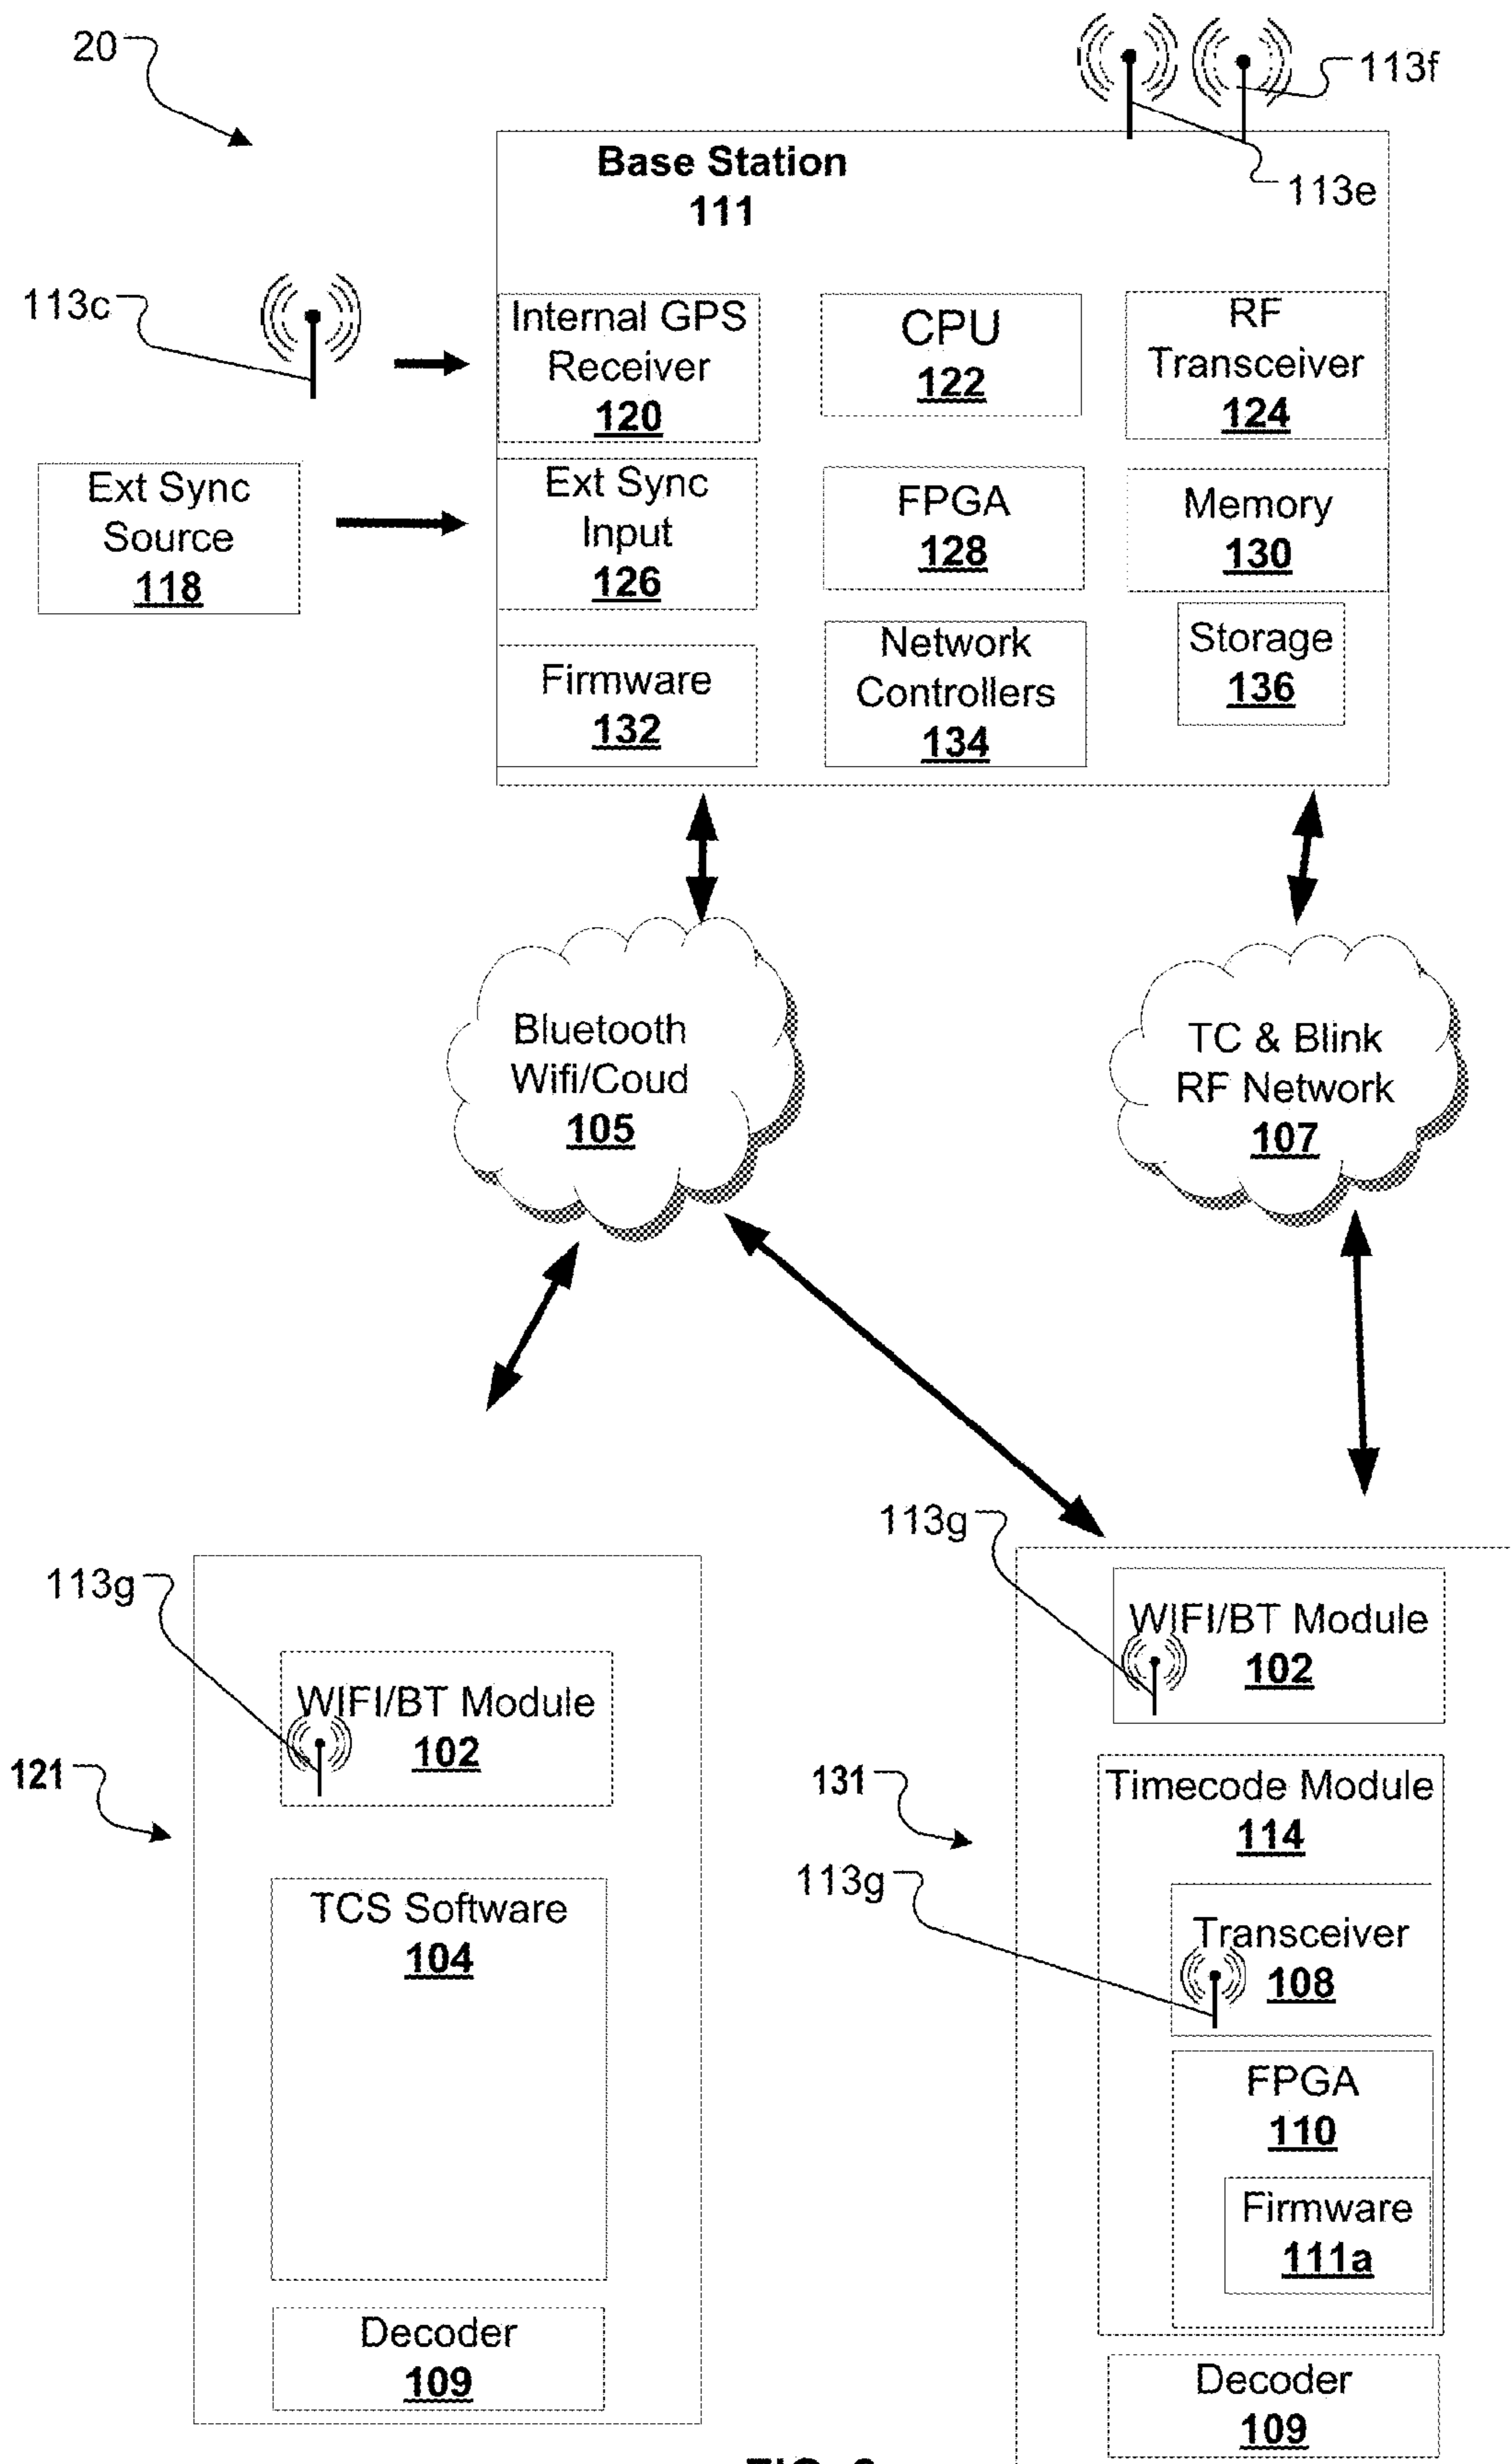 20
113f
Base Station
111
113e
113c
Internal GPS
Receiver
120
CPU
122
RF
Transceiver
124
Ext Sync
Source
118
Ext Sync
Input
126
FPGA
128
Memory
130
Firmware
132
Network
Controllers
134
Storage
136
Bluetooth
Wifi/Coud
105
TC & Blink
RF Network
107
113g
WIFI/BT Module
102
121
TCS Software
104
Decoder
109
113g
WIFI/BT Module
102
131
Timecode Module
114
113g
Transceiver
108
FPGA
110
Firmware
111a
Decoder
109